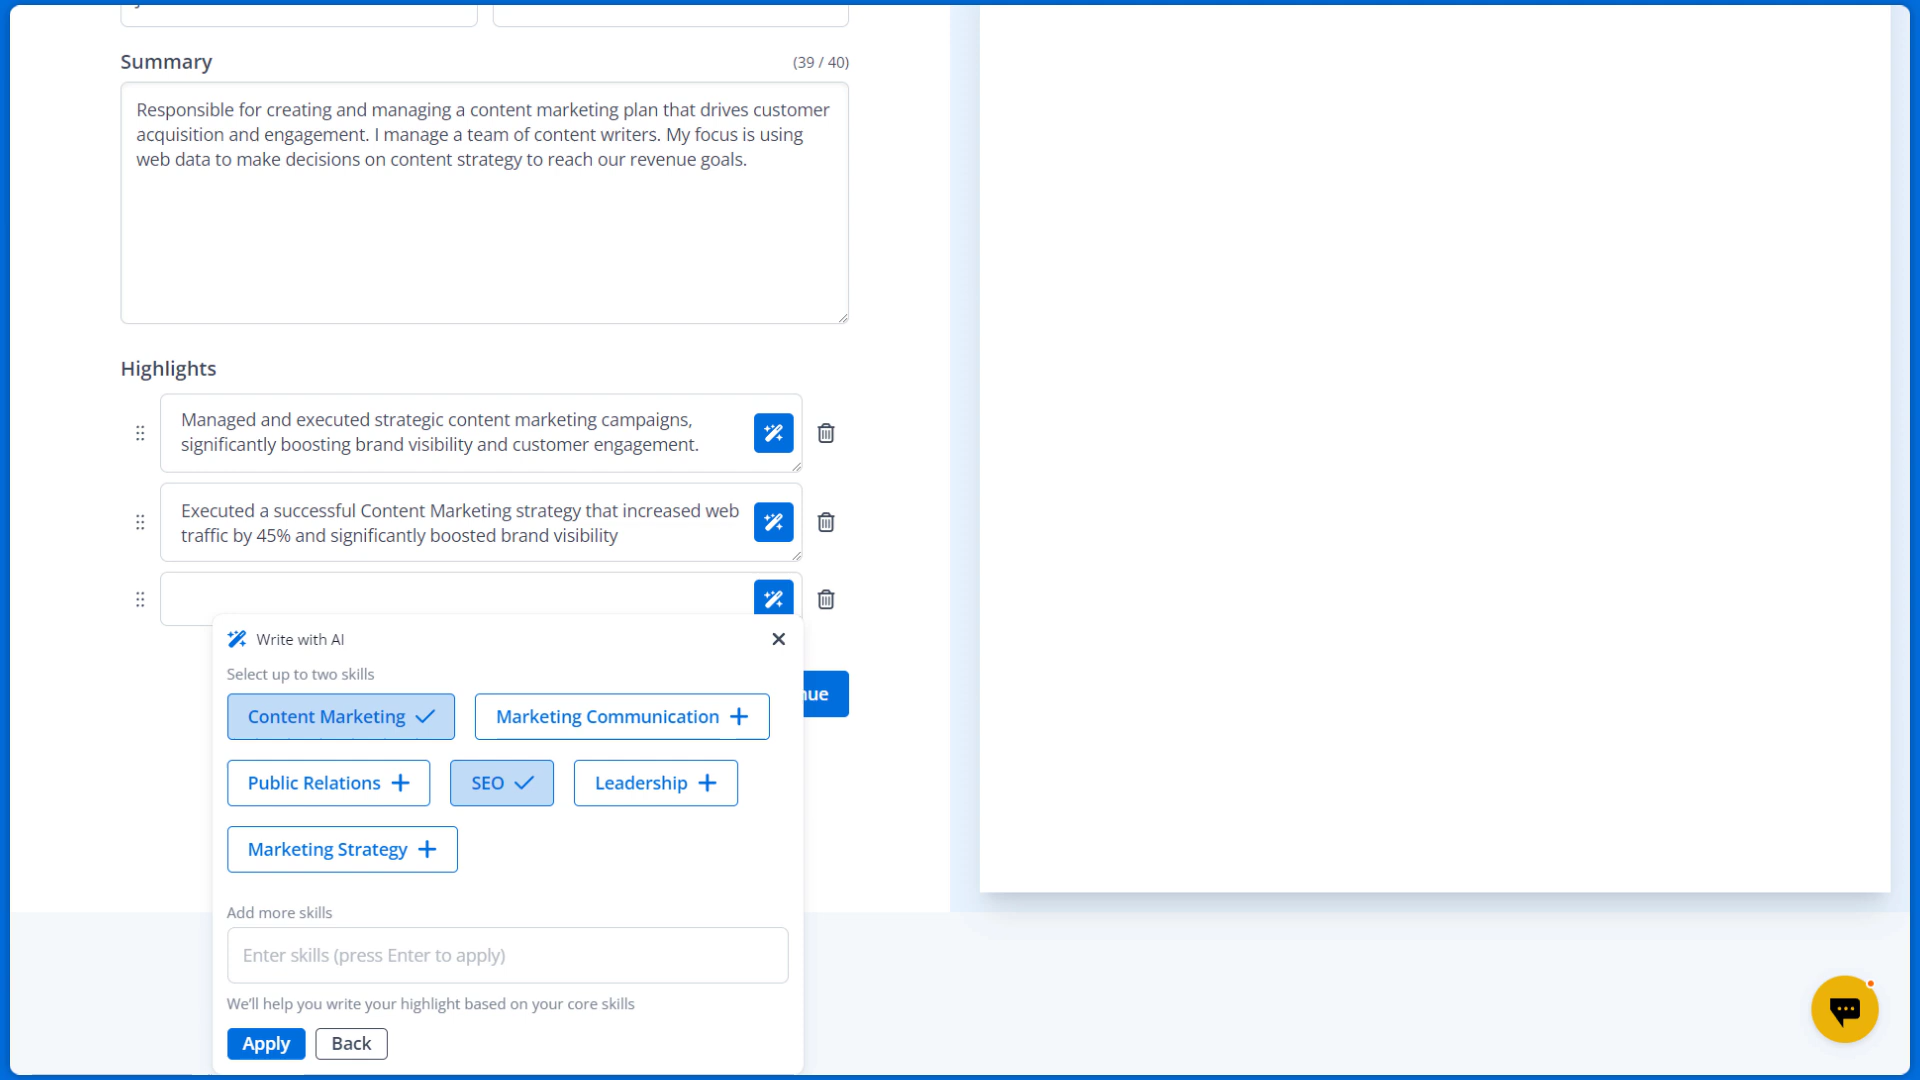 Summary (39 / 40)
Responsible for creating and managing a content marketing plan that drives customer
acquisition and engagement. I manage a team of content writers. My focus is using
web data to make decisions on content strategy to reach our revenue goals.
Highlights
Managed and executed strategic content marketing campaigns,
significantly boosting brand visibility and customer engagement.
Executed a successful Content Marketing strategy that increased web
traffic by 45% and significantly boosted brand visibility
Write with AI
Select up to two skills
nue
Content Marketing Marketing Communication
Public Relations SEO Leadership
Marketing Strategy
Add more skills
Enter skills (press Enter to apply)
We'll help you write your highlight based on your core skills
Apply Back